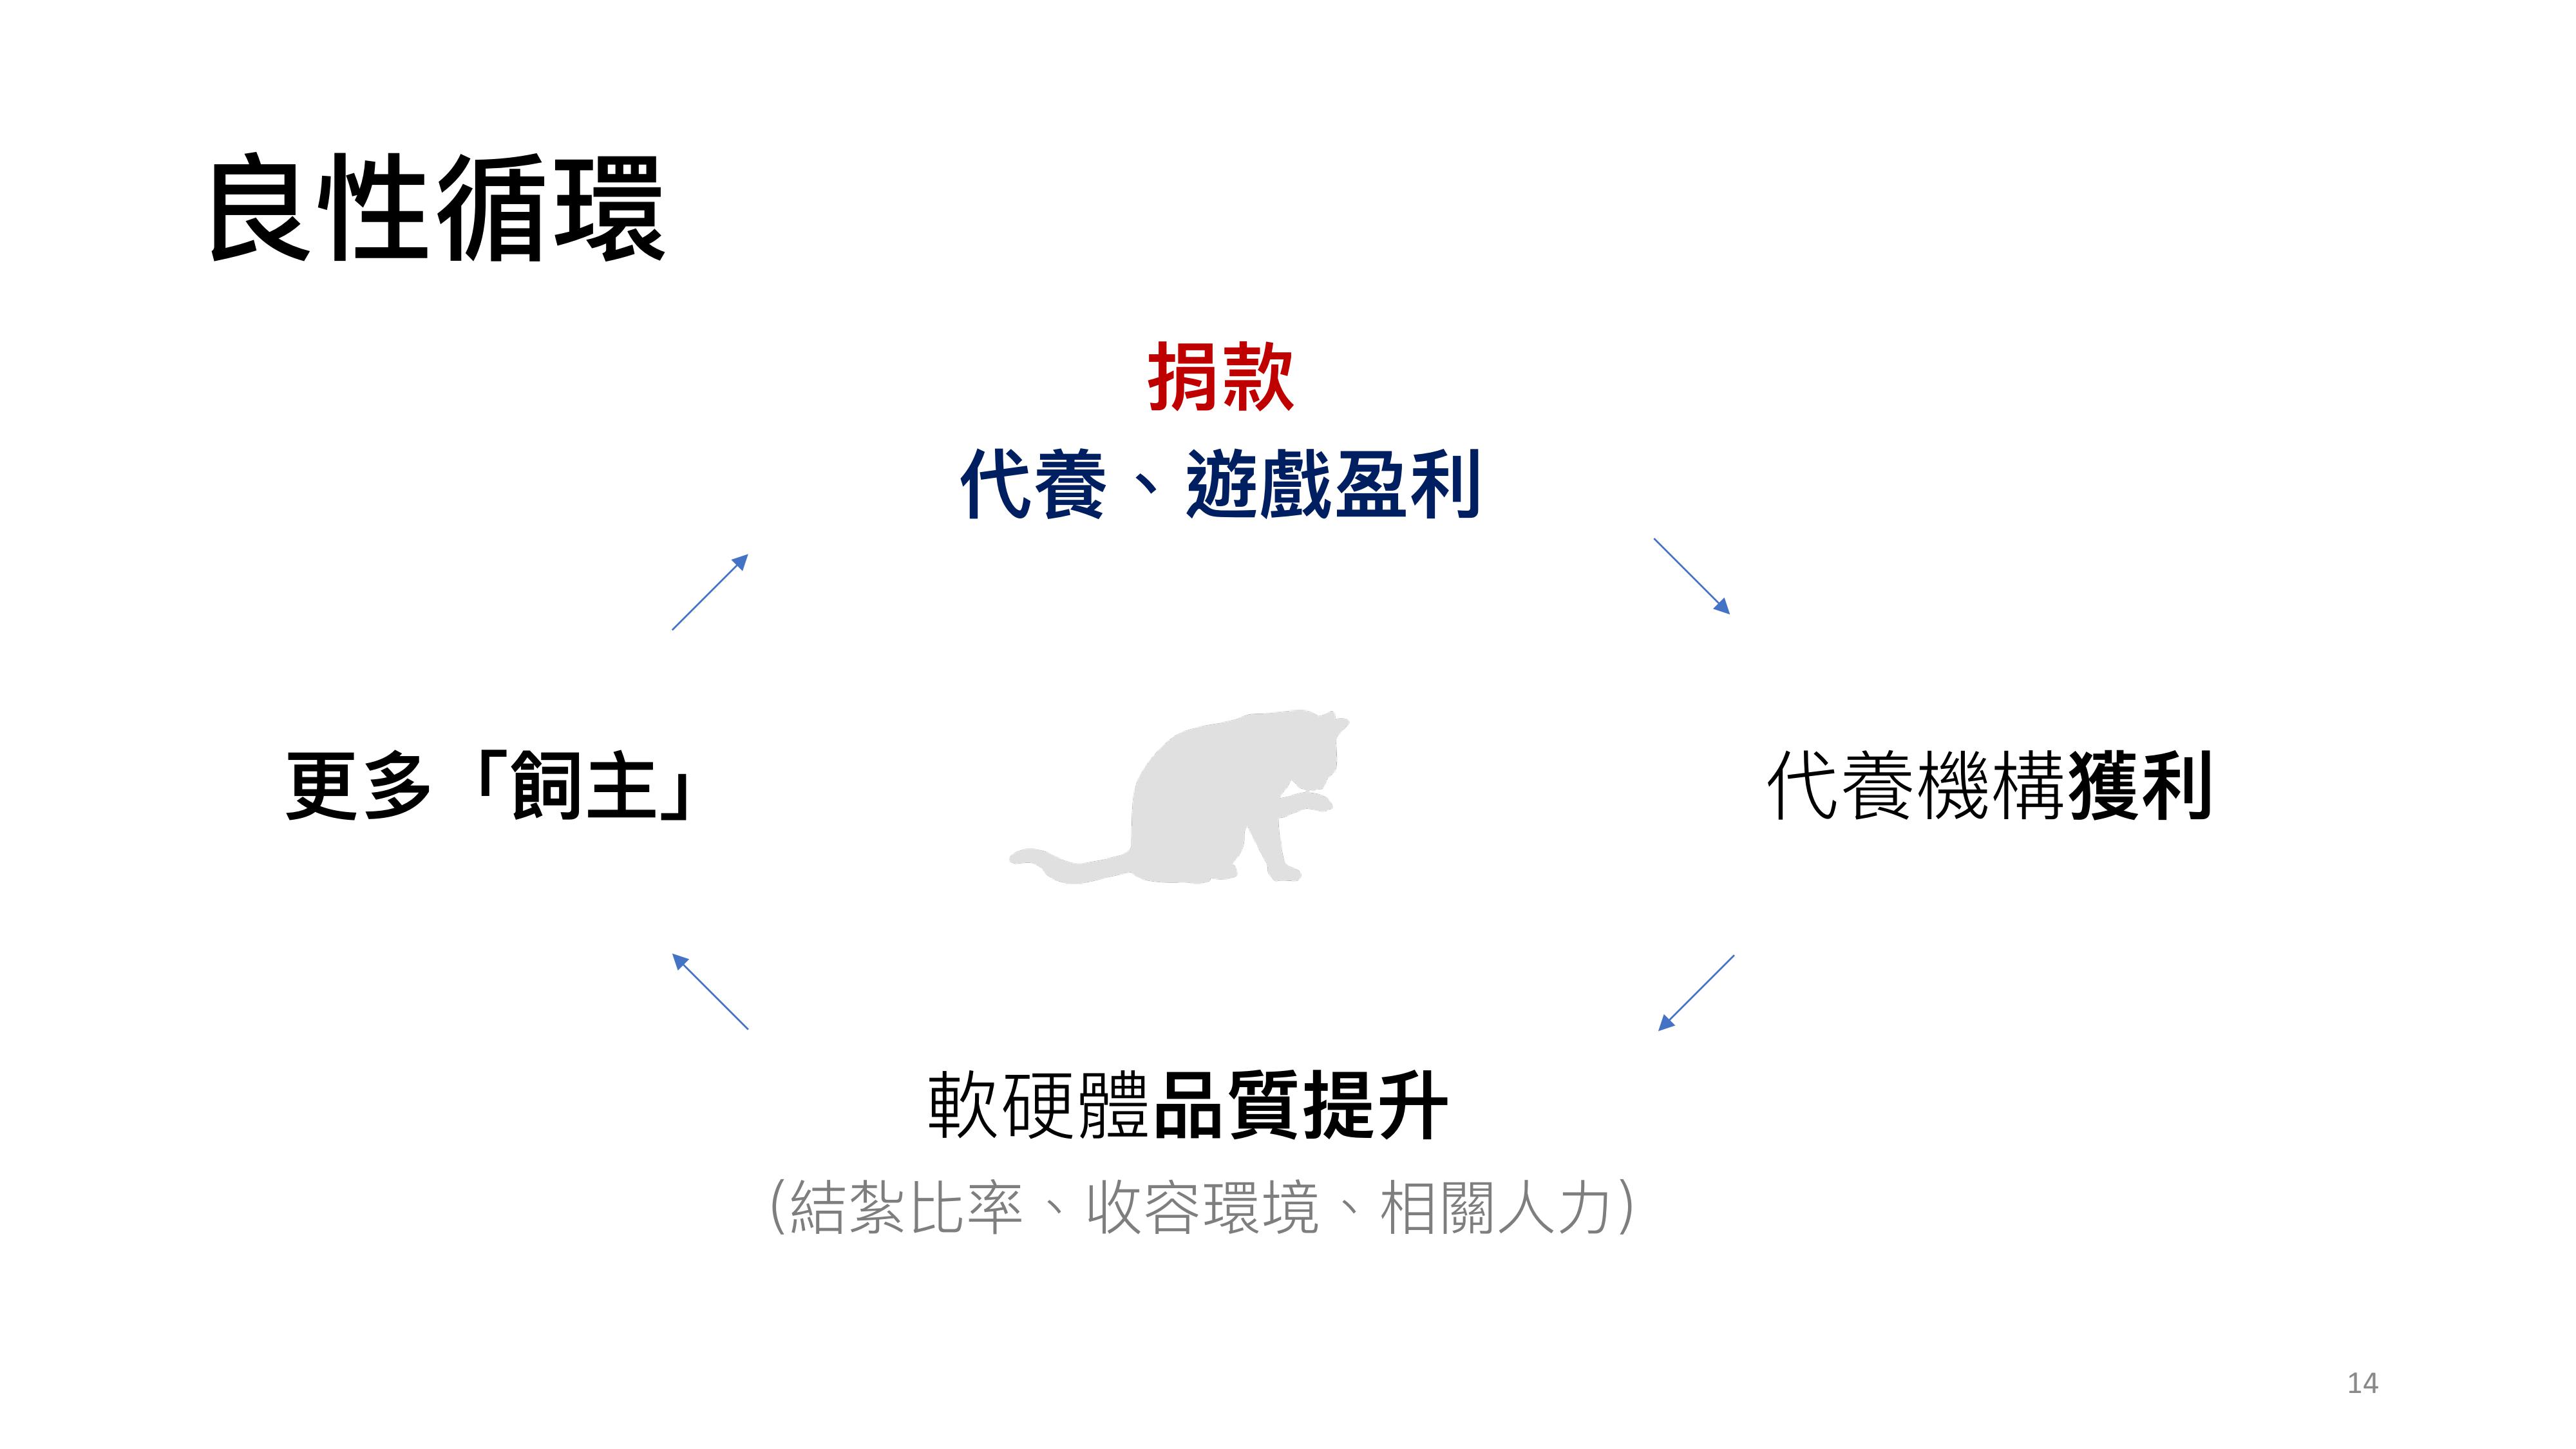 良性循環
捐款
代養、遊戲盈利
更多「飼主」
代養機構獲利
軟硬體品質提升
(結紮比率、收容環境、相關人力)
14